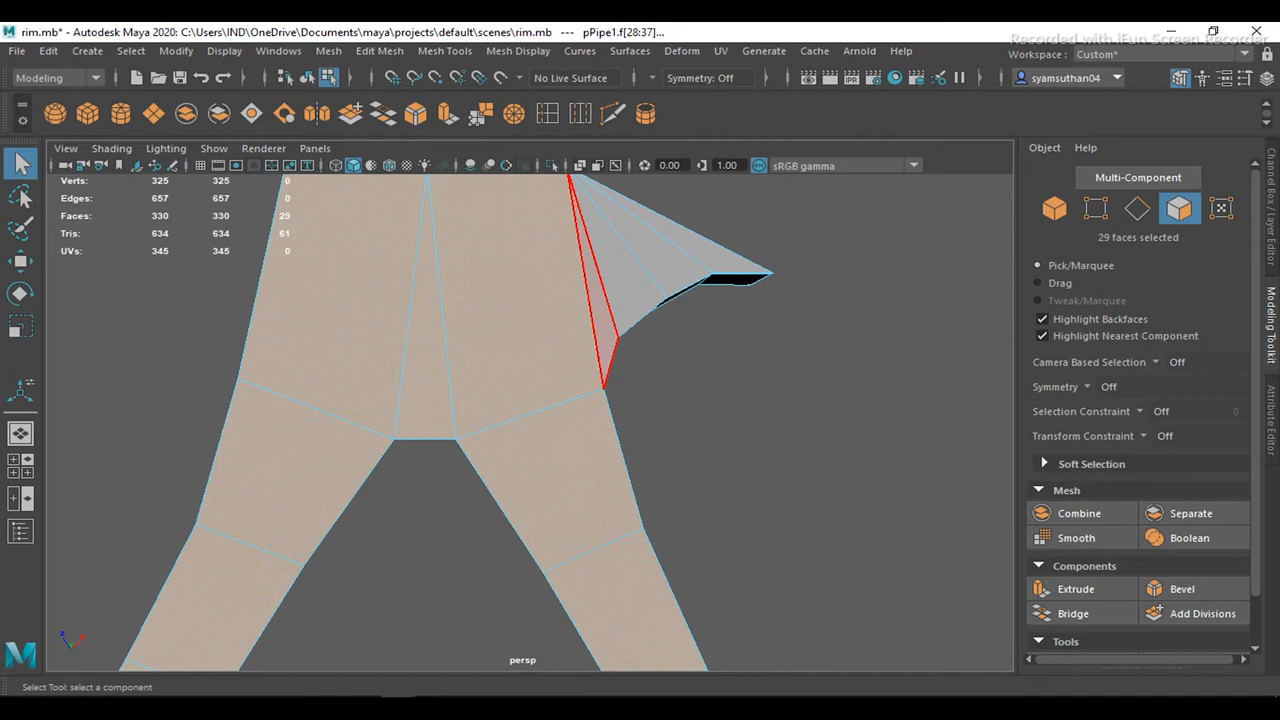 rim.mb* - Autodesk Maya 2020: C:\Users\IND\OneDrive\Documents\maya\projects\default\scenes\rim.mb --- pPipe1.f[28:37]...
Recorded with iFun Screen Recorder
File Edit Create Select Modify Display Windows Mesh Edit Mesh Mesh Tools Mesh Display Curves Surfaces Deform UV Generate Cache Arnold Help
Workspace : Custom*
Modeling No Live Surface Symmetry: Off syamsuthan04
View Shading Lighting Show Renderer Panels
0.00 1.00 sRGB gamma
Verts: 325 325 0
Edges: 657 657 0
Faces: 330 330 29
Tris: 634 634 61
UVs: 345 345 0
persp
Object Help
Multi-Component
29 faces selected
Pick/Marquee
Drag
Tweak/Marquee
Highlight Backfaces
Highlight Nearest Component
Camera Based Selection Off
Symmetry Off
Selection Constraint Off 0
Transform Constraint Off
Soft Selection
Mesh
Combine Separate
Smooth Boolean
Components
Extrude Bevel
Bridge Add Divisions
Tools
Channel Box / Layer Editor
Modeling Toolkit
Attribute Editor
Select Tool: select a component